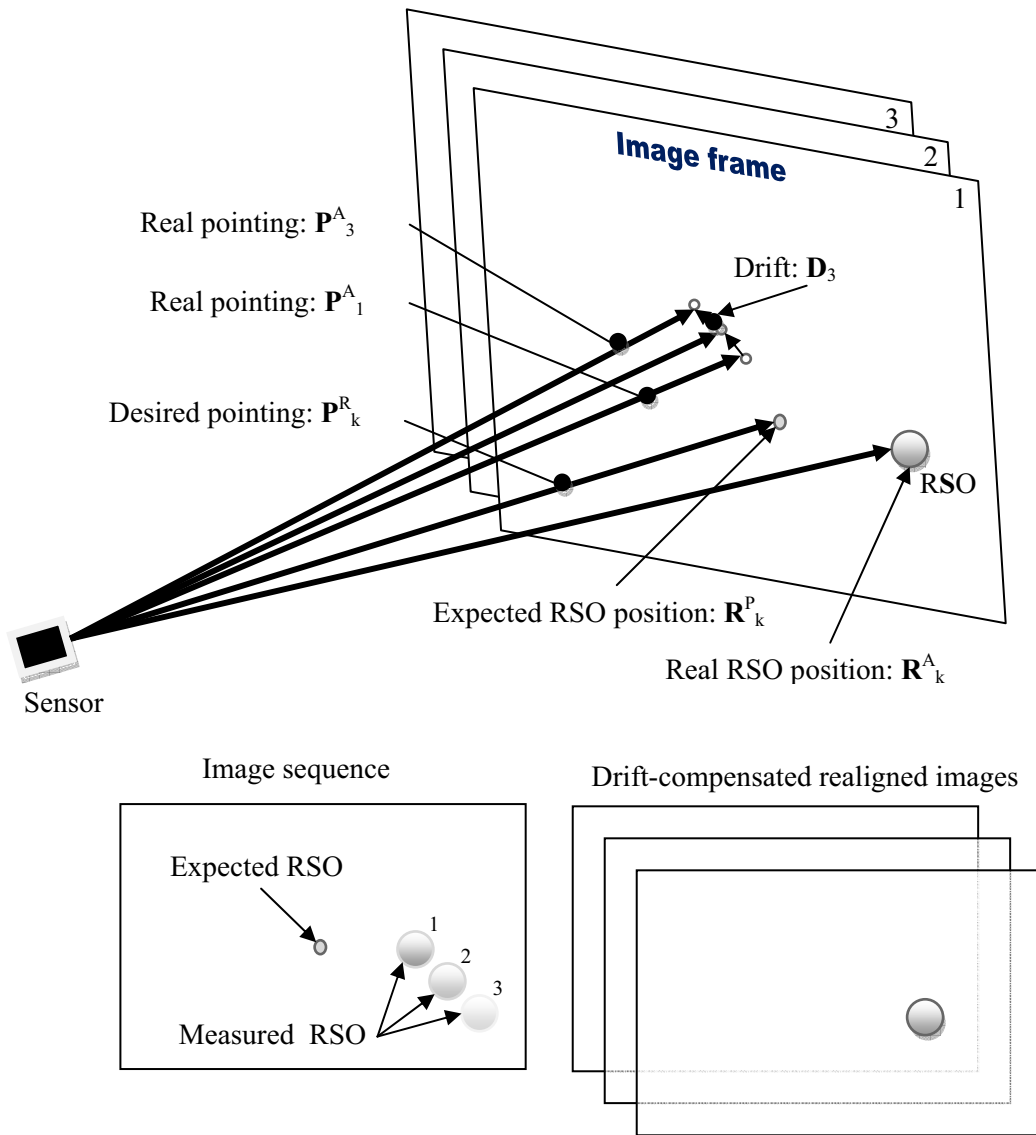 3
2
Image frame
1
Real pointing: P^A_3
Drift: D_3
Real pointing: P^A_1
Desired pointing: P^R_k
RSO
Expected RSO position: R^P_k
Real RSO position: R^A_k
Sensor
Image sequence
Drift-compensated realigned images
Expected RSO
1
2
3
Measured RSO